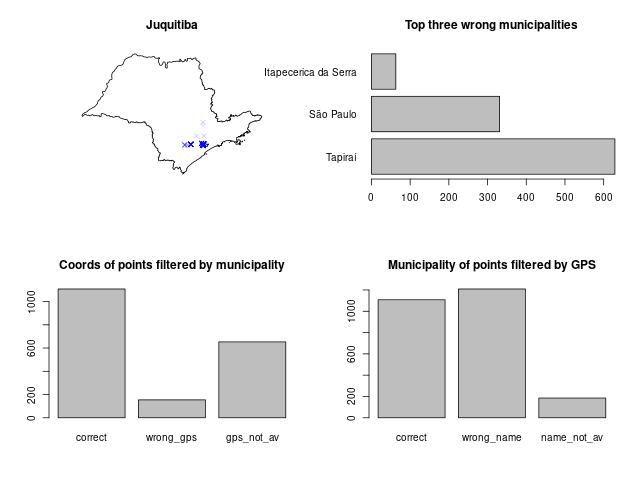 Juquitiba
Top three wrong municipalities
Itapecerica da Serra
São Paulo
Tapiraí
0 100 200 300 400 500 600
Coords of points filtered by municipality
0 200 600 1000
correct wrong_gps gps_not_av
Municipality of points filtered by GPS
0 200 600 1000
correct wrong_name name_not_av